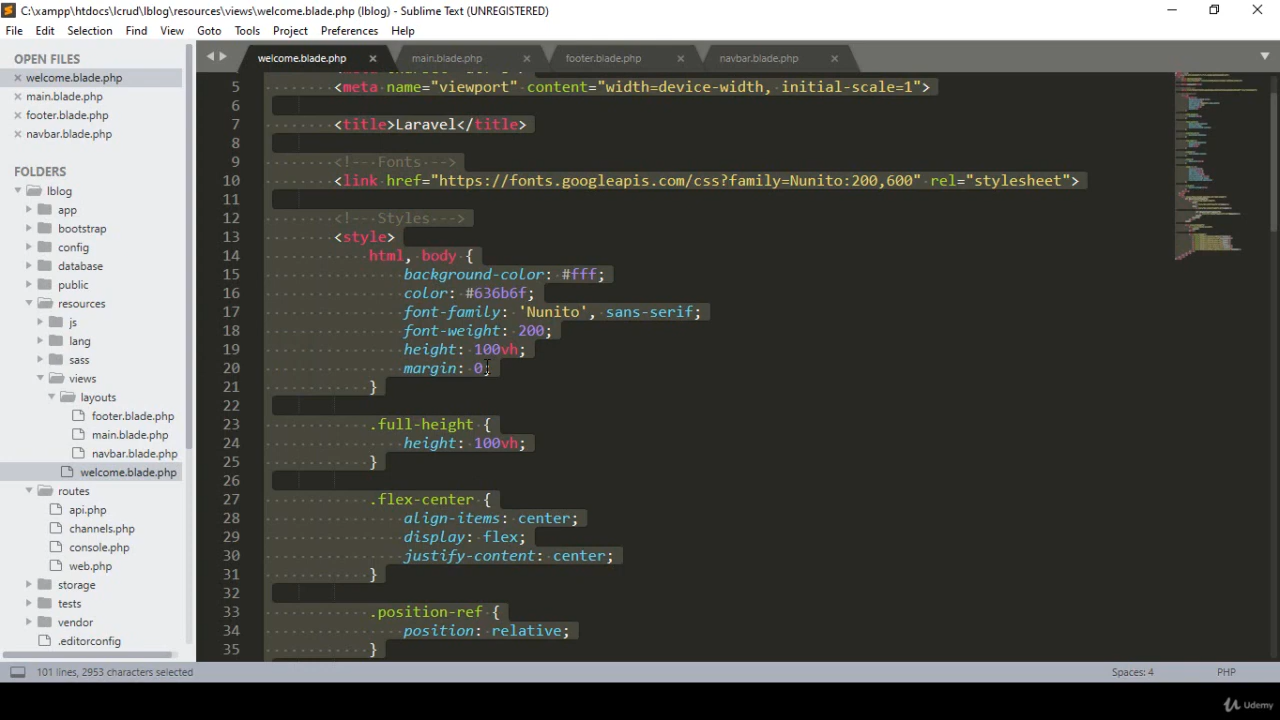 C:\xampp\htdocs\lcrud\lblog\resources\views\welcome.blade.php (lblog) - Sublime Text (UNREGISTERED)
File Edit Selection Find View Goto Tools Project Preferences Help
OPEN FILES
welcome.blade.php
main.blade.php
footer.blade.php
navbar.blade.php
FOLDERS
lblog
app
bootstrap
config
database
public
resources
js
lang
sass
views
layouts
footer.blade.php
main.blade.php
navbar.blade.php
welcome.blade.php
routes
api.php
channels.php
console.php
web.php
storage
tests
vendor
.editorconfig
welcome.blade.php main.blade.php footer.blade.php navbar.blade.php
5 <meta name="viewport" content="width=device-width, initial-scale=1">
6
7 <title>Laravel</title>
8
9 <!-- Fonts -->
10 <link href="https://fonts.googleapis.com/css?family=Nunito:200,600" rel="stylesheet">
11
12 <!-- Styles -->
13 <style>
14 html, body {
15 background-color: #fff;
16 color: #636b6f;
17 font-family: 'Nunito', sans-serif;
18 font-weight: 200;
19 height: 100vh;
20 margin: 0;
21 }
22
23 .full-height {
24 height: 100vh;
25 }
26
27 .flex-center {
28 align-items: center;
29 display: flex;
30 justify-content: center;
31 }
32
33 .position-ref {
34 position: relative;
35 }
101 lines, 2953 characters selected
Spaces: 4
PHP
Udemy